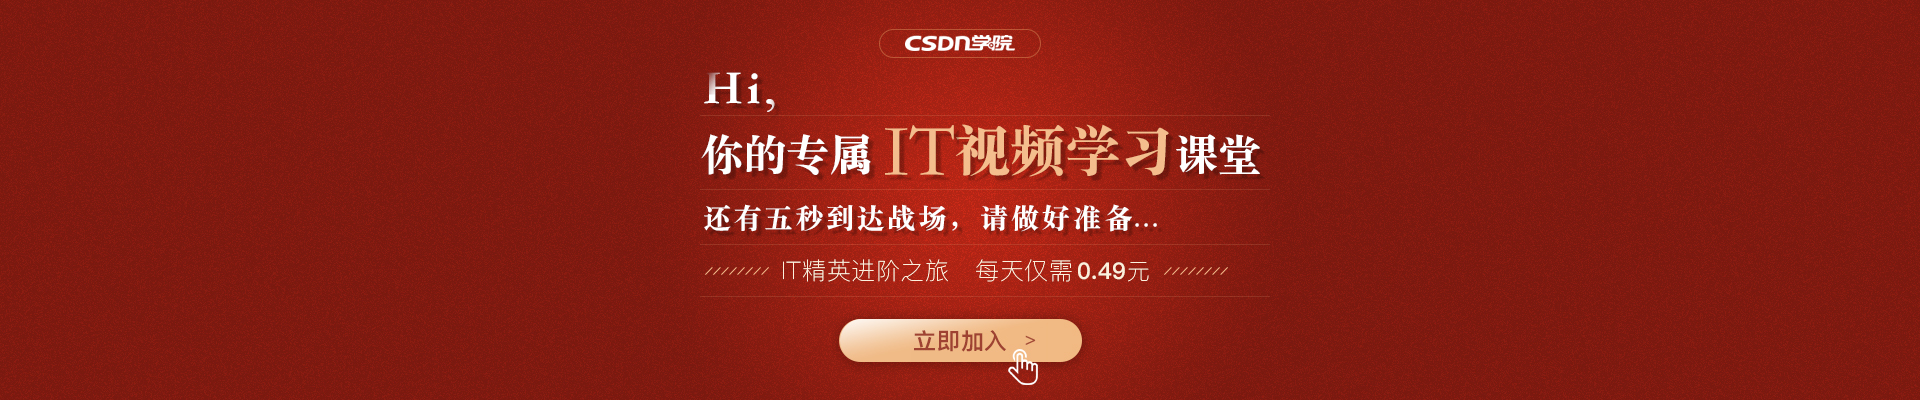 CSDN学院
Hi,
你的专属IT视频学习课堂
还有五秒到达战场，请做好准备...
IT精英进阶之旅 每天仅需0.49元
立即加入 >